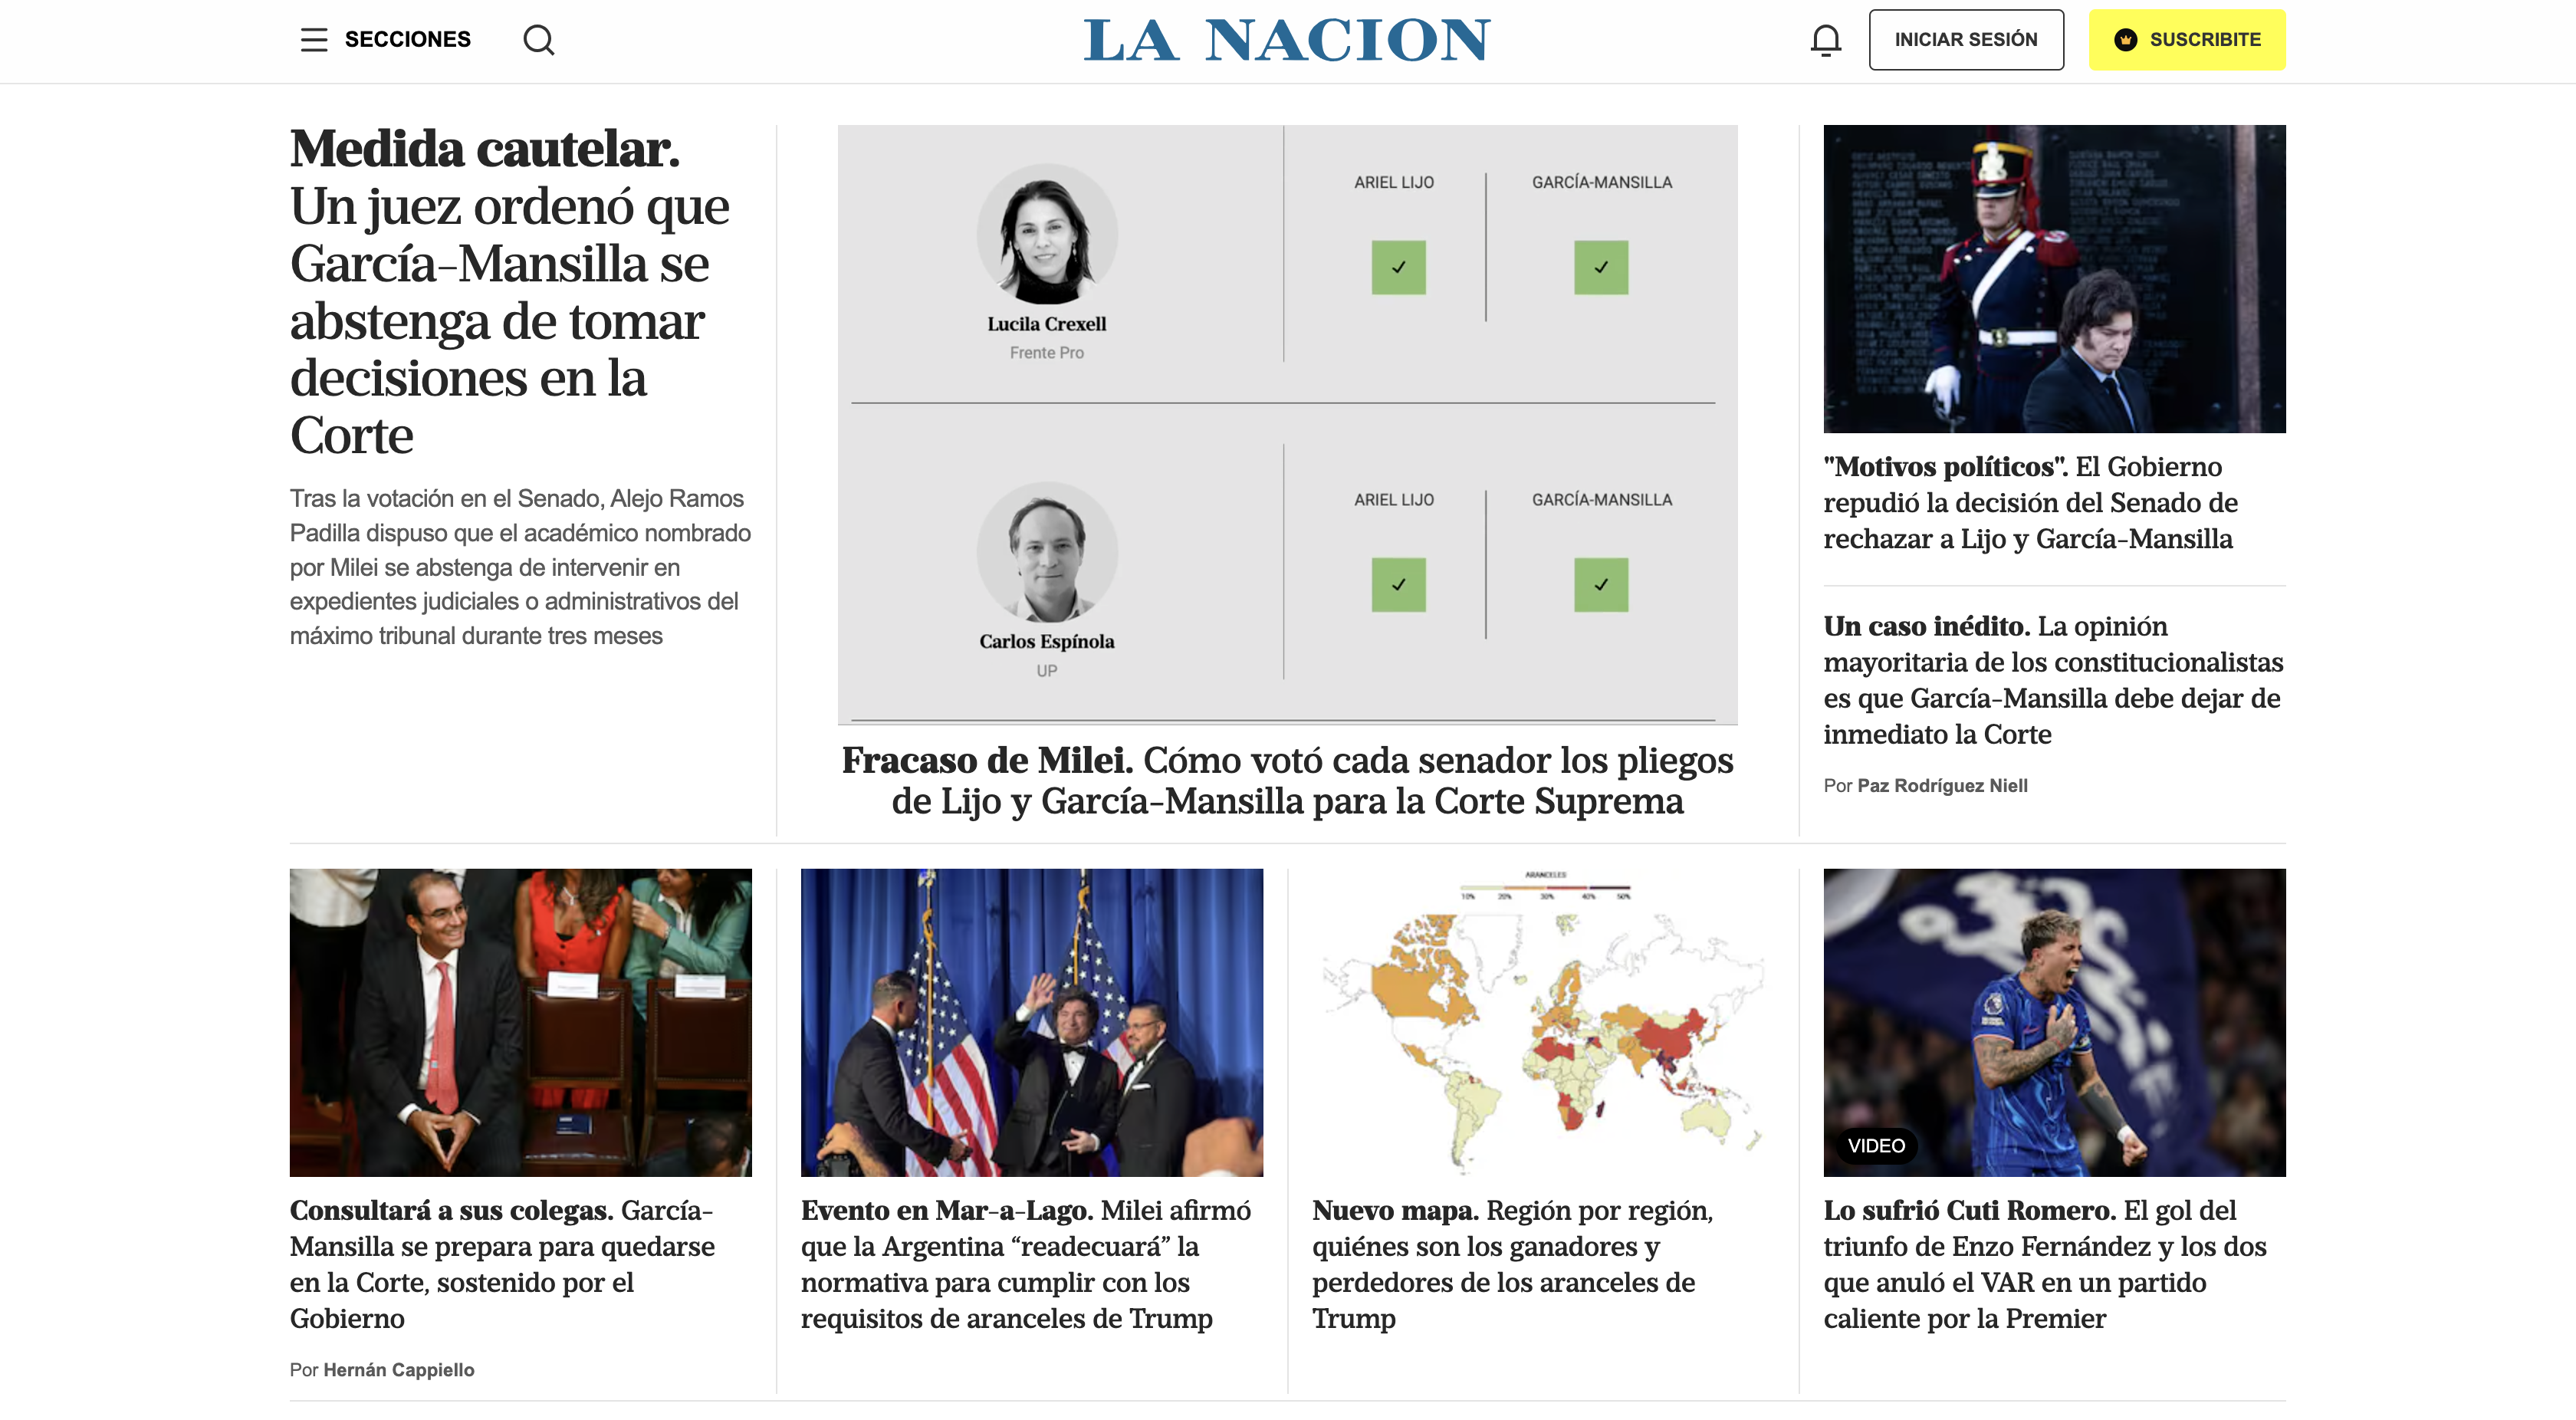 SECCIONES
LA NACION
INICIAR SESIÓN
SUSCRIBITE
Medida cautelar.
Un juez ordenó que
García-Mansilla se
abstenga de tomar
decisiones en la
Corte
Tras la votación en el Senado, Alejo Ramos
Padilla dispuso que el académico nombrado
por Milei se abstenga de intervenir en
expedientes judiciales o administrativos del
máximo tribunal durante tres meses
ARIEL LIJO
GARCÍA-MANSILLA
Lucila Crexell
Frente Pro
ARIEL LIJO
GARCÍA-MANSILLA
Carlos Espínola
UP
Fracaso de Milei. Cómo votó cada senador los pliegos
de Lijo y García-Mansilla para la Corte Suprema
"Motivos políticos". El Gobierno
repudió la decisión del Senado de
rechazar a Lijo y García-Mansilla
Un caso inédito. La opinión
mayoritaria de los constitucionalistas
es que García-Mansilla debe dejar de
inmediato la Corte
Por Paz Rodríguez Niell
Consultará a sus colegas. García-
Mansilla se prepara para quedarse
en la Corte, sostenido por el
Gobierno
Por Hernán Cappiello
Evento en Mar-a-Lago. Milei afirmó
que la Argentina “readecuará” la
normativa para cumplir con los
requisitos de aranceles de Trump
ARANCELES
10% 20% 30% 40% 50%
Nuevo mapa. Región por región,
quiénes son los ganadores y
perdedores de los aranceles de
Trump
VIDEO
Lo sufrió Cuti Romero. El gol del
triunfo de Enzo Fernández y los dos
que anuló el VAR en un partido
caliente por la Premier